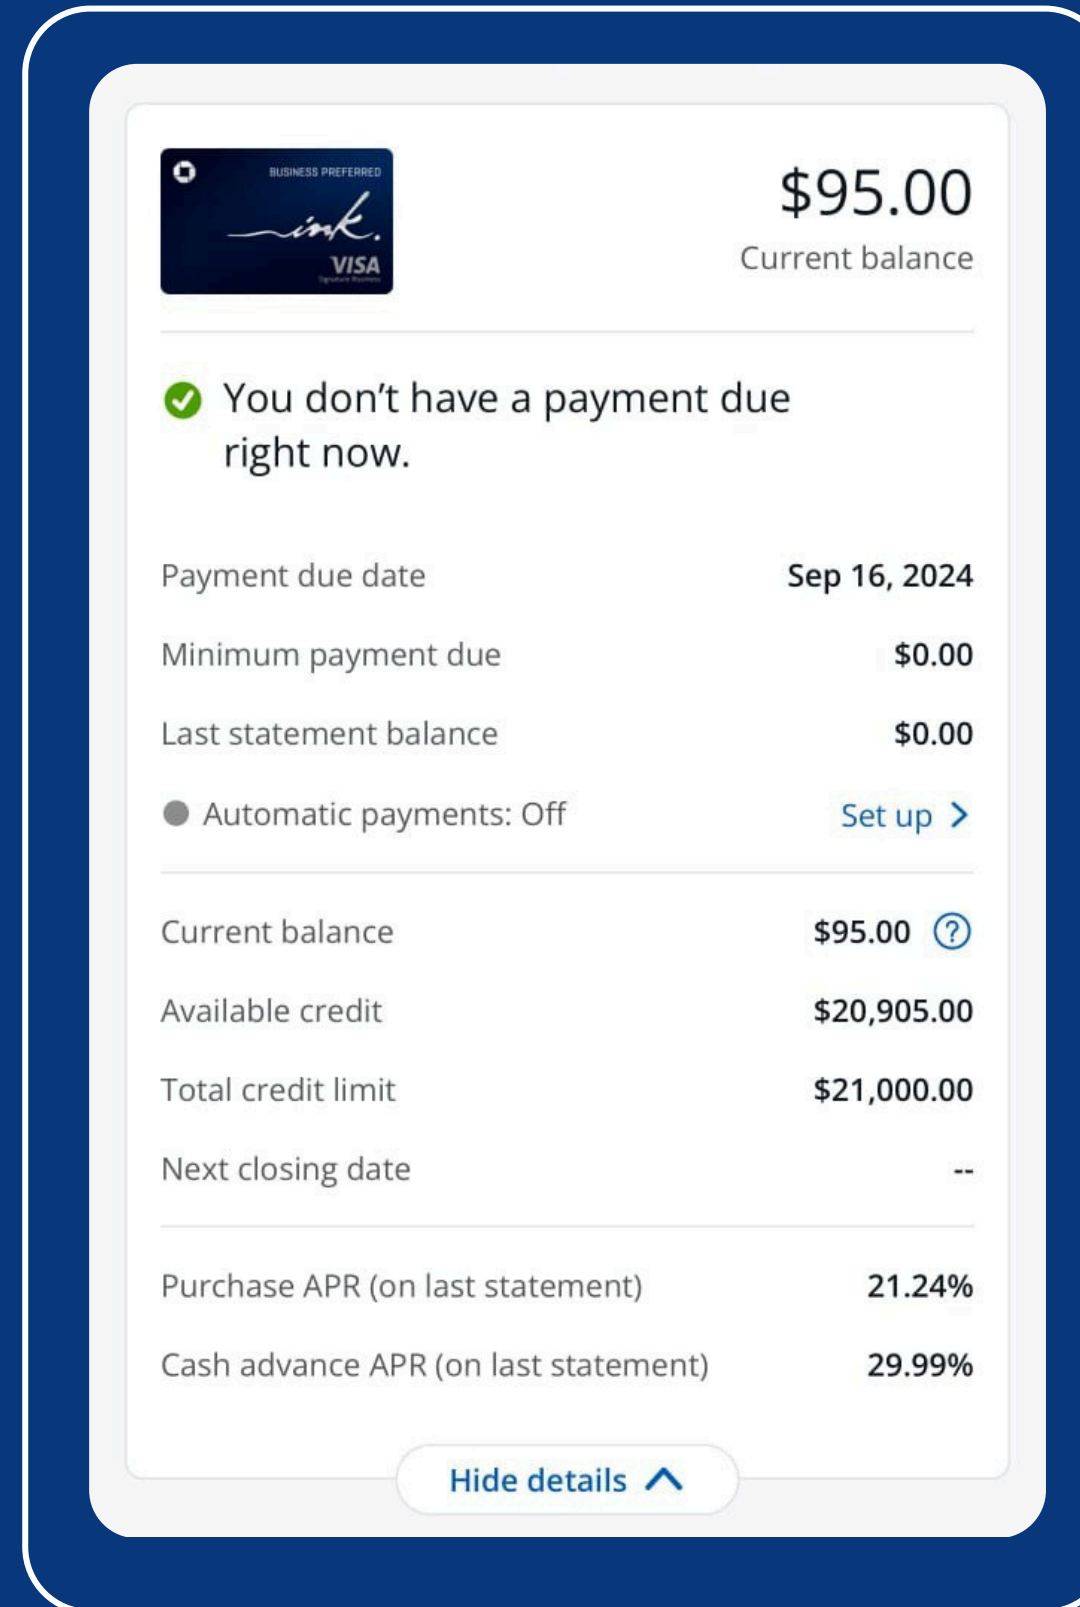 BUSINESS PREFERRED
ink.
VISA
Signature Business
$95.00
Current balance
You don't have a payment due
right now.
Payment due date Sep 16, 2024
Minimum payment due $0.00
Last statement balance $0.00
Automatic payments: Off Set up >
Current balance $95.00 ?
Available credit $20,905.00
Total credit limit $21,000.00
Next closing date --
Purchase APR (on last statement) 21.24%
Cash advance APR (on last statement) 29.99%
Hide details